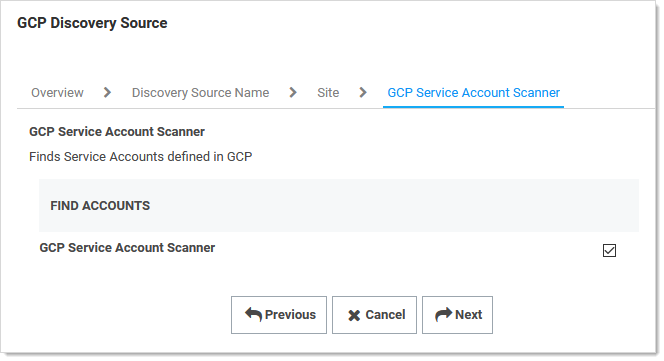 GCP Discovery Source
Overview > Discovery Source Name > Site > GCP Service Account Scanner
GCP Service Account Scanner
Finds Service Accounts defined in GCP
FIND ACCOUNTS
GCP Service Account Scanner
Previous Cancel Next